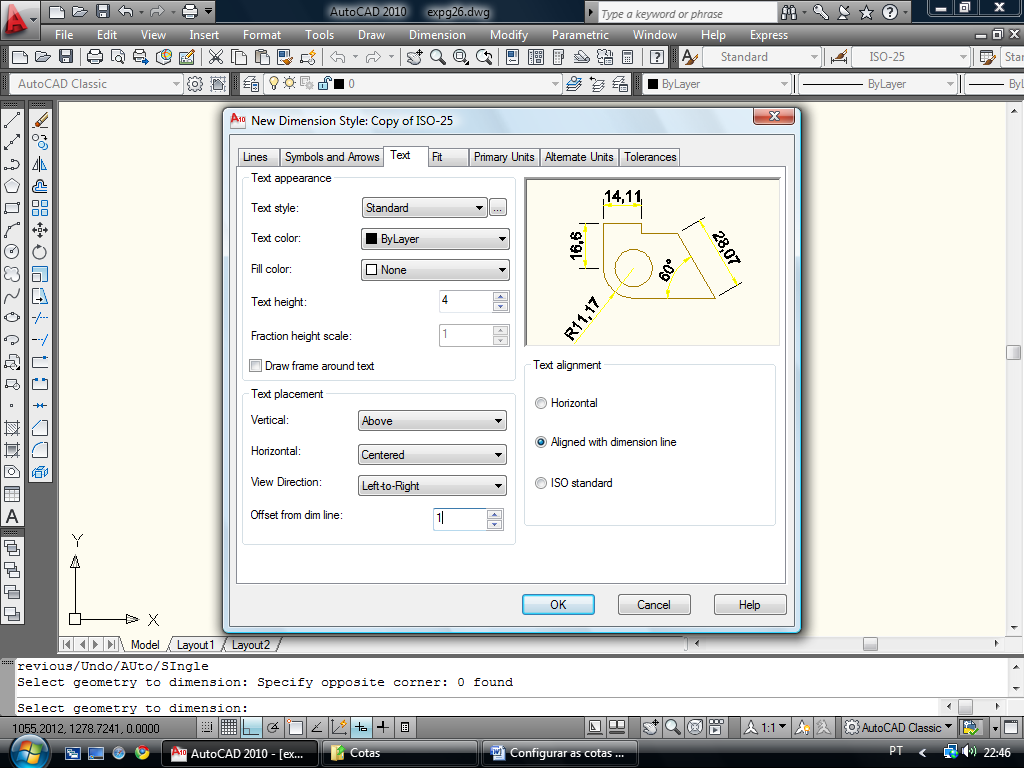 AutoCAD 2010 expg26.dwg Type a keyword or phrase
File Edit View Insert Format Tools Draw Dimension Modify Parametric Window Help Express
Standard ISO-25 Star
AutoCAD Classic 0 ByLayer ByLayer ByL
New Dimension Style: Copy of ISO-25
Lines Symbols and Arrows Text Fit Primary Units Alternate Units Tolerances
Text appearance
Text style: Standard ...
Text color: ByLayer
Fill color: None
Text height: 4
Fraction height scale: 1
Draw frame around text
Text placement
Vertical: Above
Horizontal: Centered
View Direction: Left-to-Right
Offset from dim line: 1
14,11
16,6
28,07
60°
R11,17
Text alignment
Horizontal
Aligned with dimension line
ISO standard
OK Cancel Help
Y
X
A
Model Layout1 Layout2
revious/Undo/AUto/SIngle
Select geometry to dimension: Specify opposite corner: 0 found
Select geometry to dimension:
1055.2012, 1278.7241, 0.0000 1:1 AutoCAD Classic
AutoCAD 2010 - [ex... Cotas Configurar as cotas ... PT 22:46